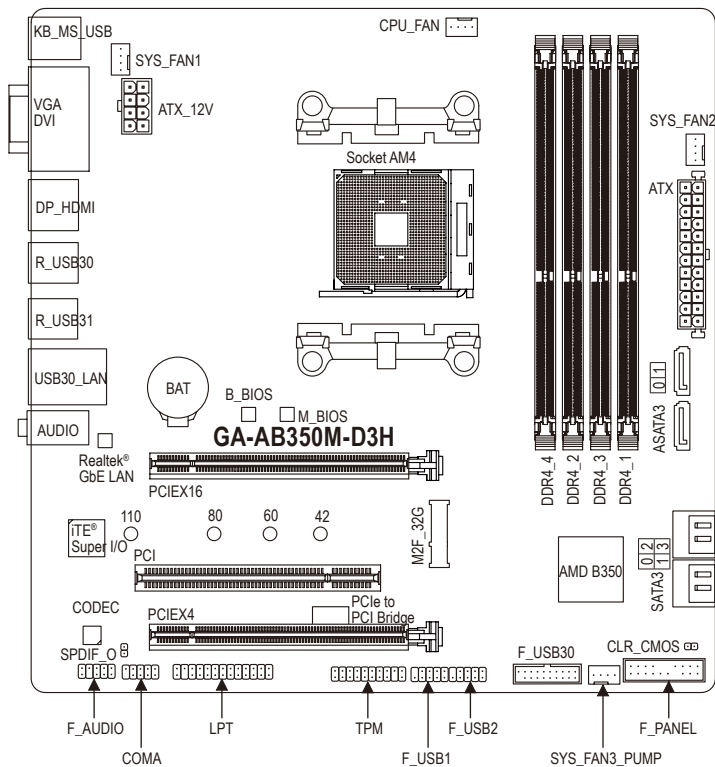 KB_MS_USB
CPU_FAN
SYS_FAN1
VGA
DVI
ATX_12V
SYS_FAN2
Socket AM4
ATX
DP_HDMI
R_USB30
R_USB31
USB30_LAN
BAT
B_BIOS
M_BIOS
0 1
ASATA3
AUDIO
GA-AB350M-D3H
Realtek®
GbE LAN
DDR4_4
DDR4_2
DDR4_3
DDR4_1
PCIEX16
110
80
60
42
M2F_32G
iTE®
Super I/O
PCI
AMD B350
0 2
1 3
SATA3
CODEC
PCIEX4
PCIe to
PCI Bridge
SPDIF_O
F_USB30
CLR_CMOS
F_AUDIO
LPT
TPM
F_USB2
F_PANEL
COMA
F_USB1
SYS_FAN3_PUMP